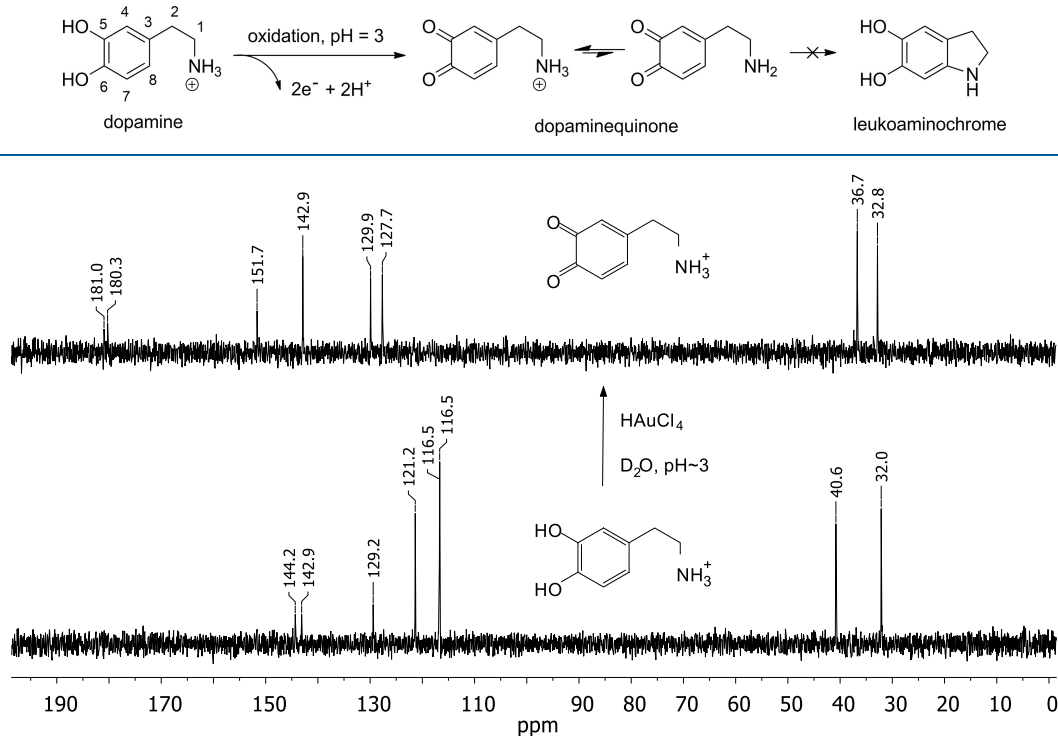 HO 5 4 3 2 1
HO 6 7 8 NH3 ⊕
dopamine
oxidation, pH = 3
2e⁻ + 2H⁺
O
O
NH3 ⊕
O
O
NH2
dopaminequinone
HO
HO
N
H
leukoaminochrome
181.0
180.3
151.7
142.9
129.9
127.7
36.7
32.8
O
O
NH3+
HAuCl4
D2O, pH~3
144.2
142.9
129.2
121.2
116.5
116.5
40.6
32.0
HO
HO
NH3+
190 170 150 130 110 90 80 70 60 50 40 30 20 10 0
ppm